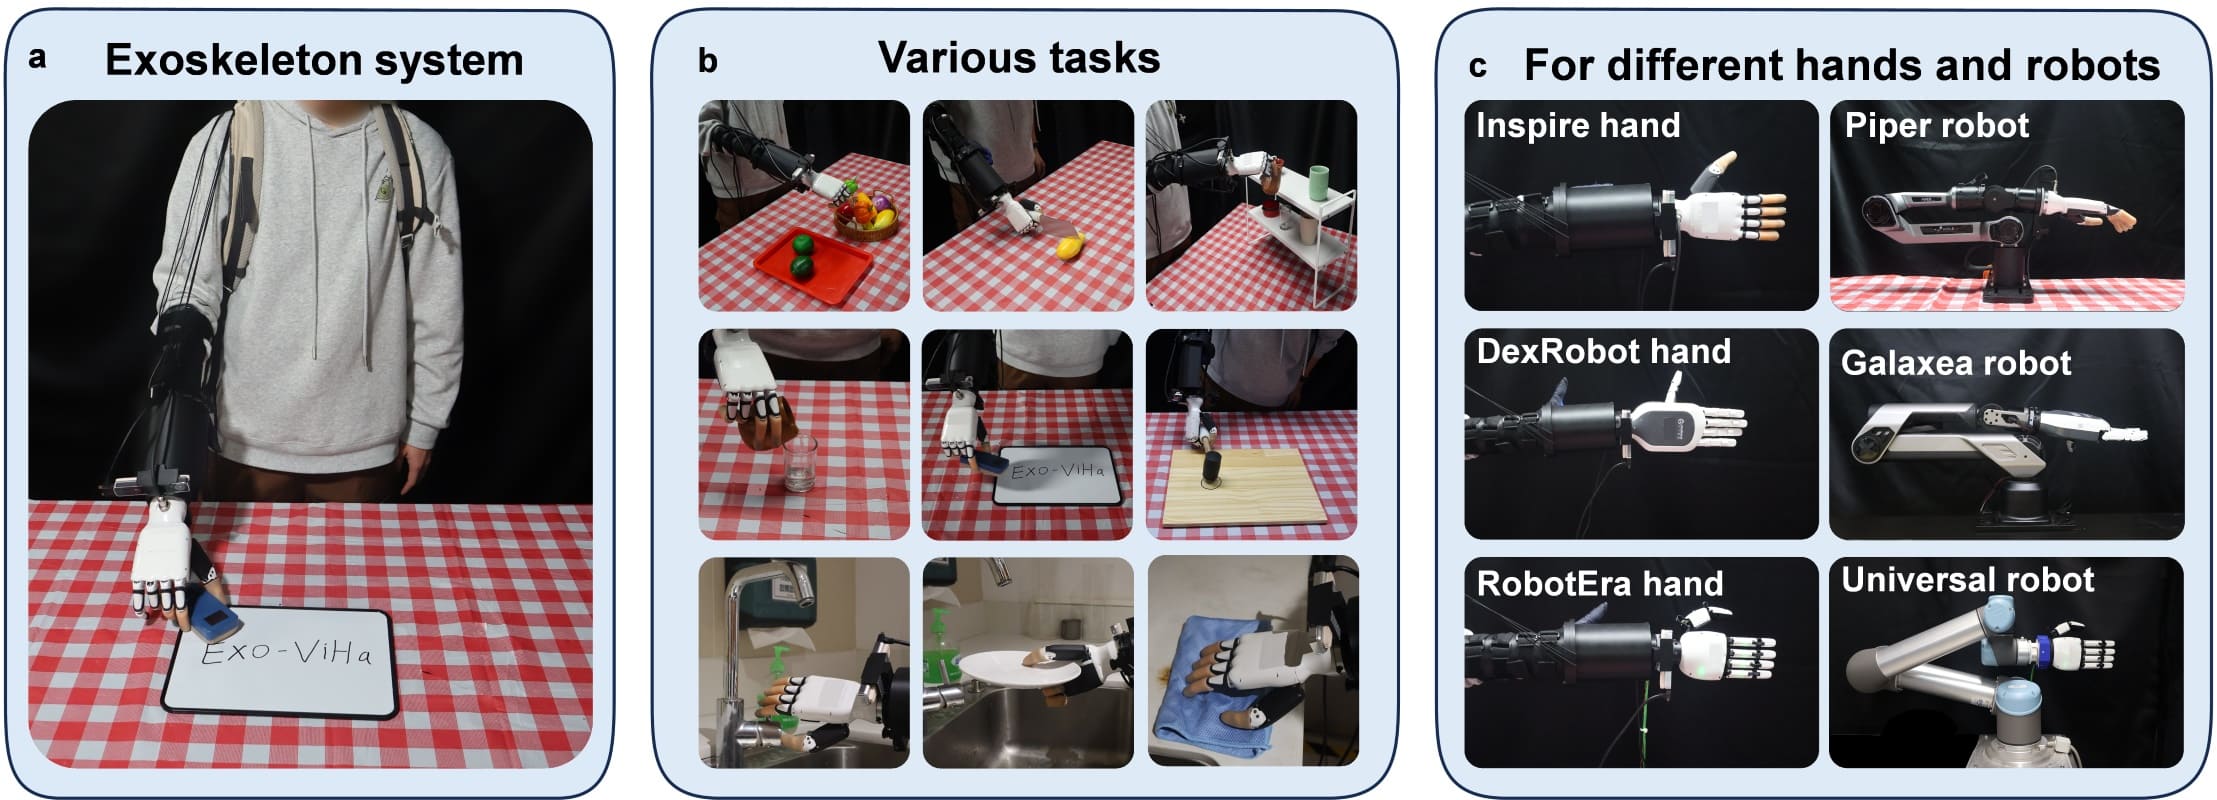 a Exoskeleton system
Exo-ViHa
b Various tasks
Exo-ViHa
c For different hands and robots
Inspire hand
Piper robot
DexRobot hand
Galaxea robot
RobotEra hand
Universal robot